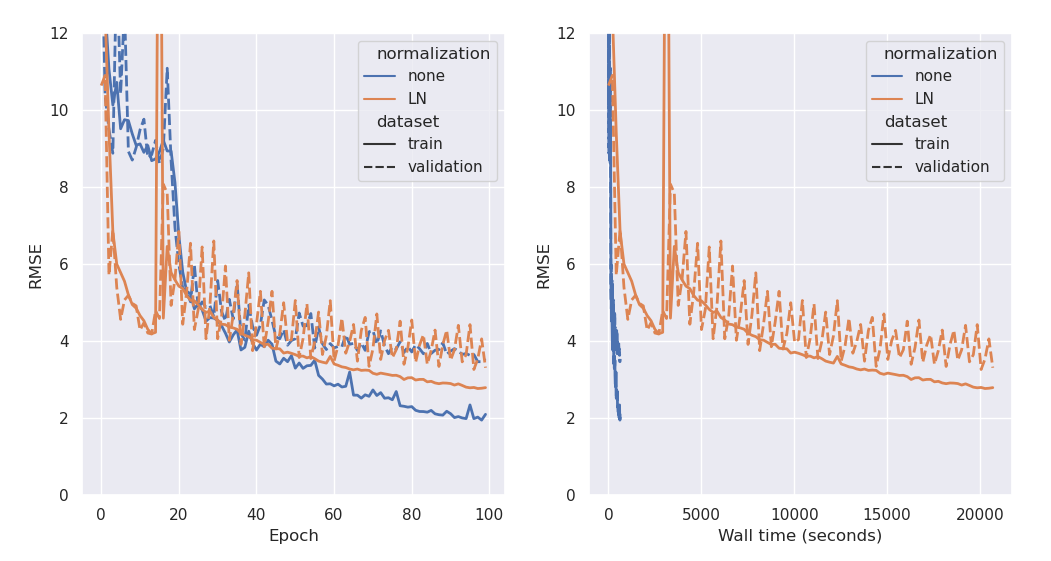 12
10
8
6
4
2
0
RMSE
0
20
40
60
80
100
Epoch
normalization
none
LN
dataset
train
validation
12
10
8
6
4
2
0
RMSE
0
5000
10000
15000
20000
Wall time (seconds)
normalization
none
LN
dataset
train
validation